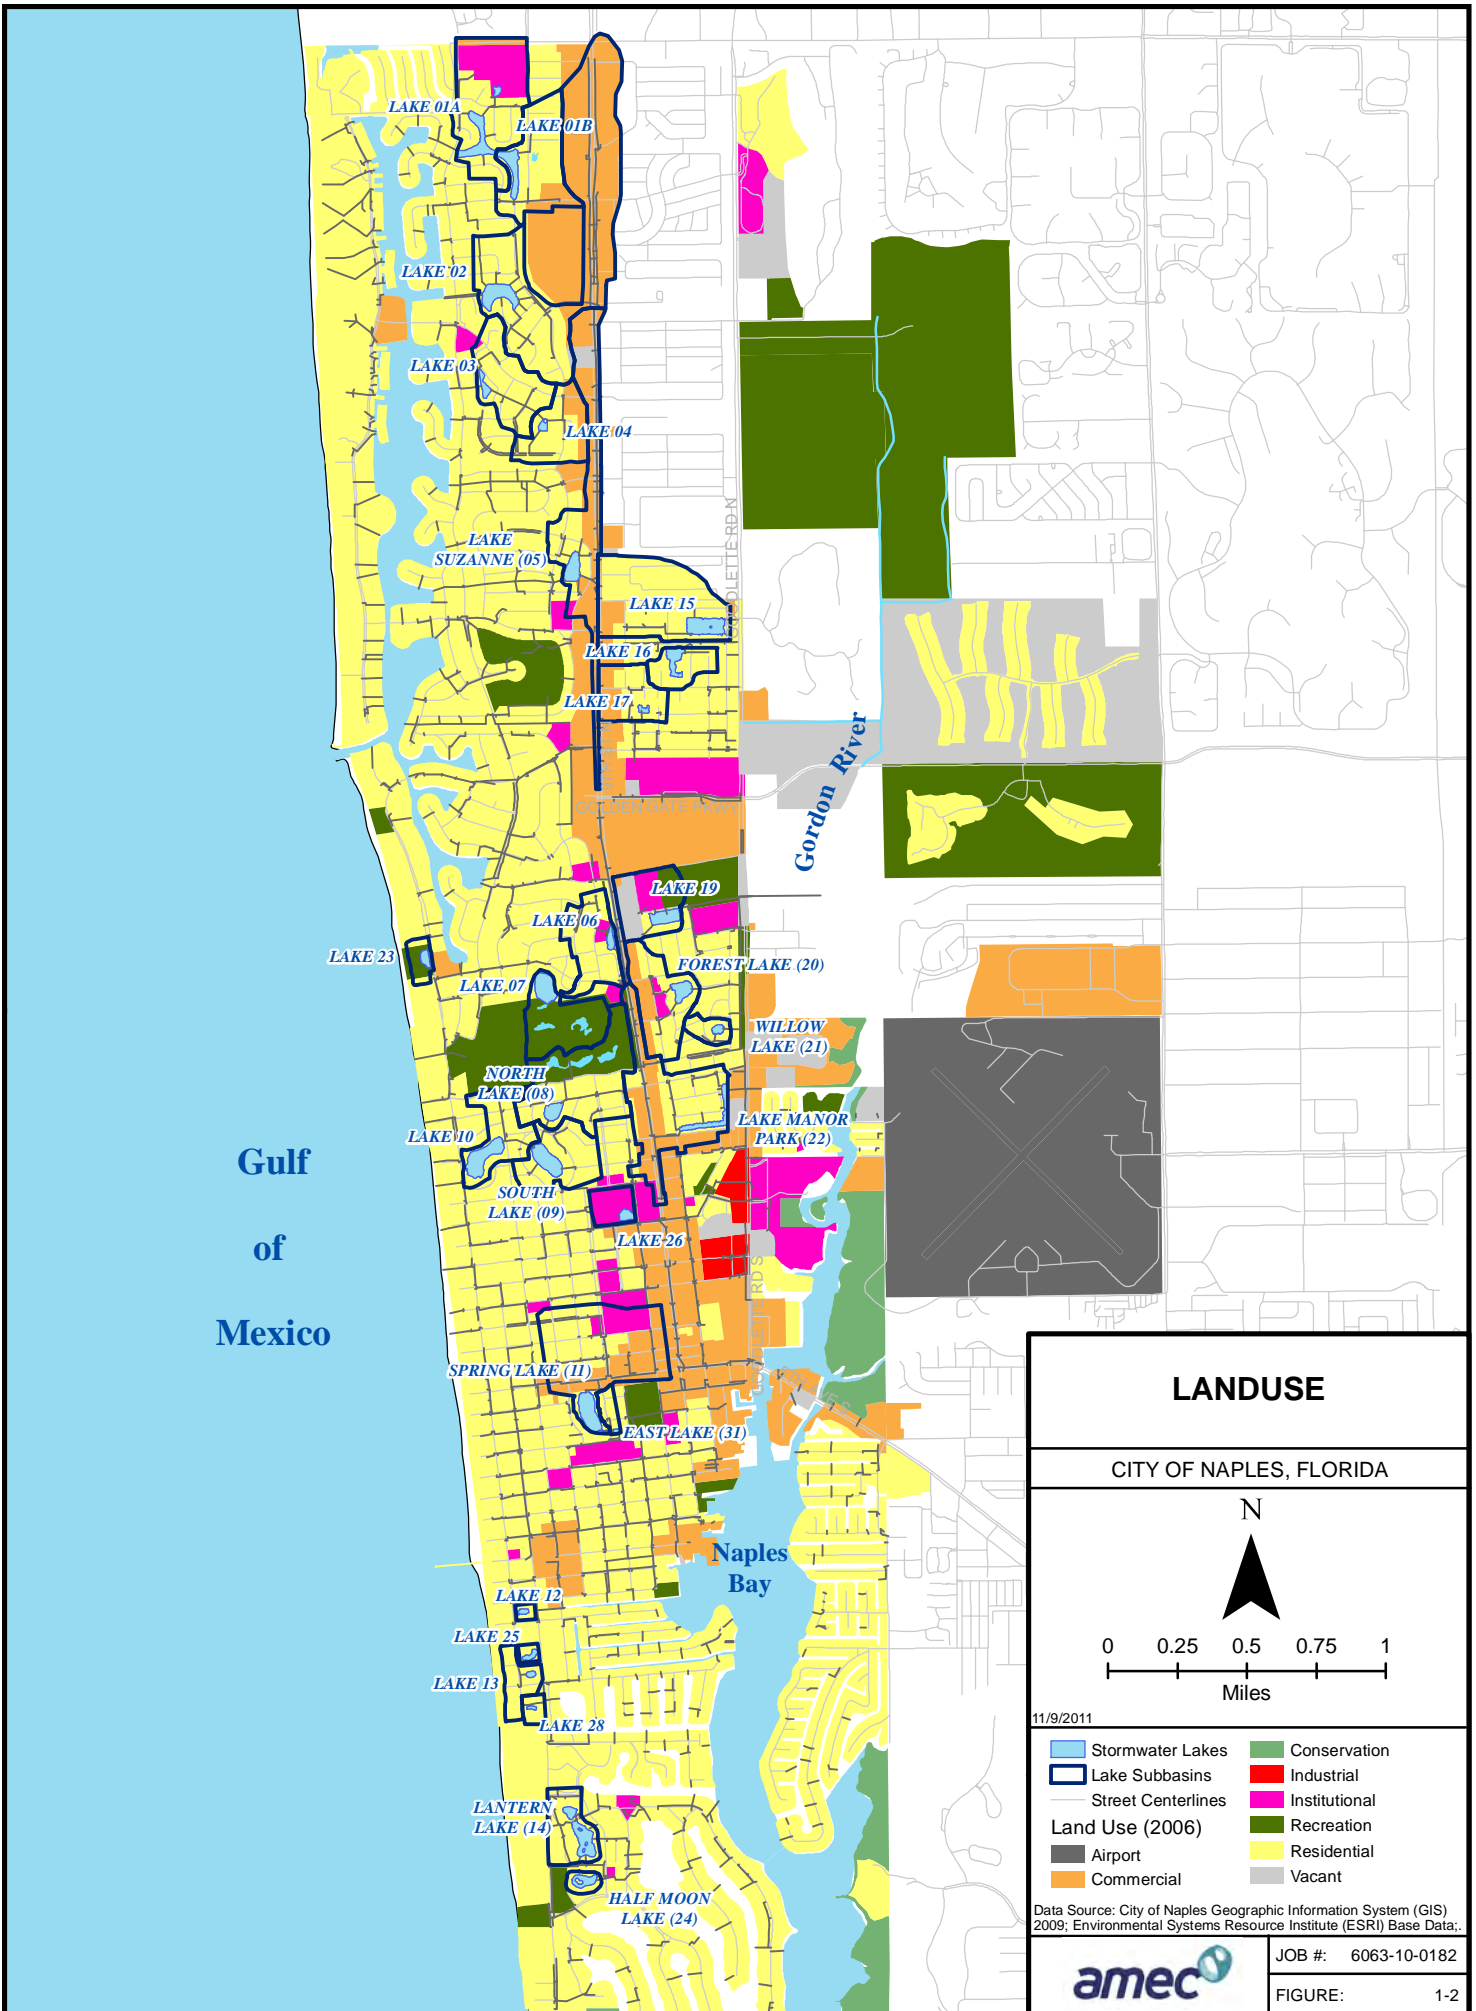 LAKE 01A
LAKE 01B
LAKE 02
LAKE 03
LAKE 04
LAKE
SUZANNE (05)
GOODLETTE RD N
LAKE 15
LAKE 16
LAKE 17
Gordon River
GOLDEN GATE PKWY
LAKE 19
LAKE 06
LAKE 23
FOREST LAKE (20)
LAKE 07
WILLOW
LAKE (21)
NORTH
LAKE (08)
LAKE MANOR
PARK (22)
LAKE 10
Gulf
of
Mexico
SOUTH
LAKE (09)
LAKE 26
SPRING LAKE (11)
EAST LAKE (31)
Naples
Bay
LAKE 12
LAKE 25
LAKE 13
LAKE 28
LANTERN
LAKE (14)
HALF MOON
LAKE (24)
LANDUSE
CITY OF NAPLES, FLORIDA
N
0 0.25 0.5 0.75 1
Miles
11/9/2011
Stormwater Lakes
Lake Subbasins
Street Centerlines
Land Use (2006)
Airport
Commercial
Conservation
Industrial
Institutional
Recreation
Residential
Vacant
Data Source: City of Naples Geographic Information System (GIS)
2009; Environmental Systems Resource Institute (ESRI) Base Data;.
amec
JOB #: 6063-10-0182
FIGURE: 1-2